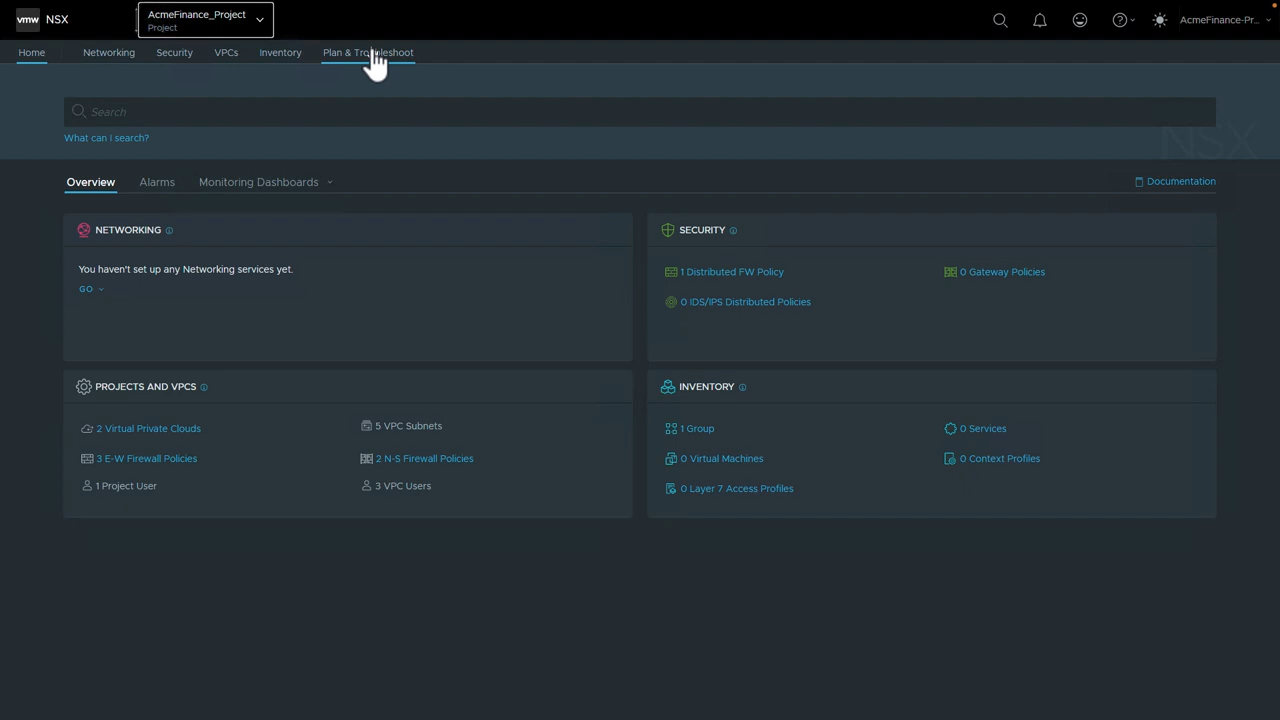 vmw NSX
AcmeFinance_Project
Project
AcmeFinance-Pr...
Home Networking Security VPCs Inventory Plan & Troubleshoot
Search
What can I search?
NSX
Overview Alarms Monitoring Dashboards
Documentation
NETWORKING
You haven't set up any Networking services yet.
GO
SECURITY
1 Distributed FW Policy
0 Gateway Policies
0 IDS/IPS Distributed Policies
PROJECTS AND VPCS
2 Virtual Private Clouds
5 VPC Subnets
3 E-W Firewall Policies
2 N-S Firewall Policies
1 Project User
3 VPC Users
INVENTORY
1 Group
0 Services
0 Virtual Machines
0 Context Profiles
0 Layer 7 Access Profiles